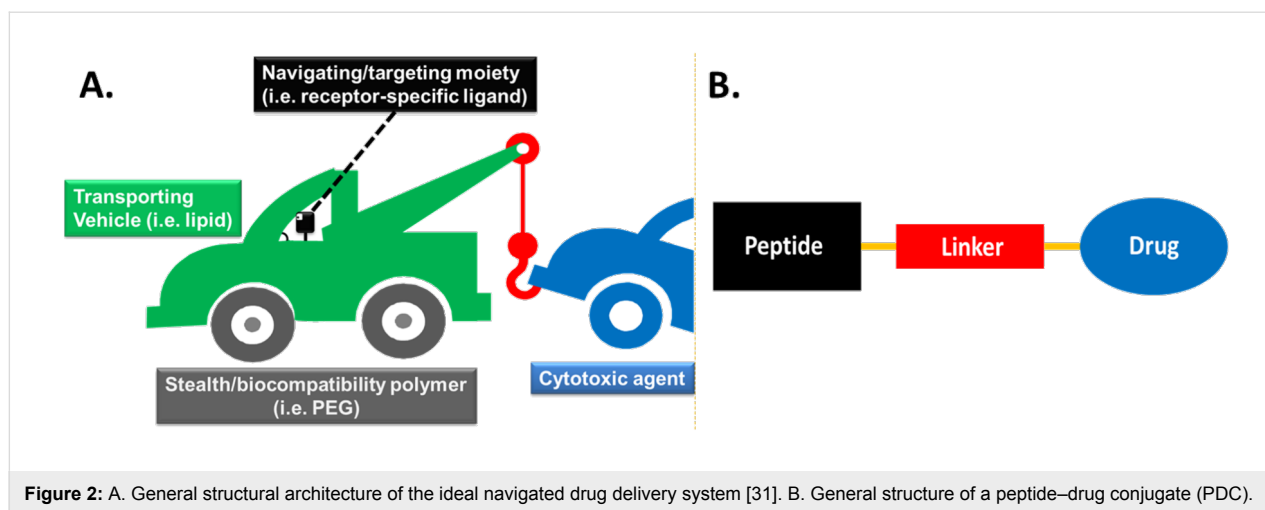 A.
Navigating/targeting moiety
(i.e. receptor-specific ligand)
Transporting
Vehicle (i.e. lipid)
Stealth/biocompatibility polymer
(i.e. PEG)
Cytotoxic agent
B.
Peptide
Linker
Drug
Figure 2: A. General structural architecture of the ideal navigated drug delivery system [31]. B. General structure of a peptide–drug conjugate (PDC).